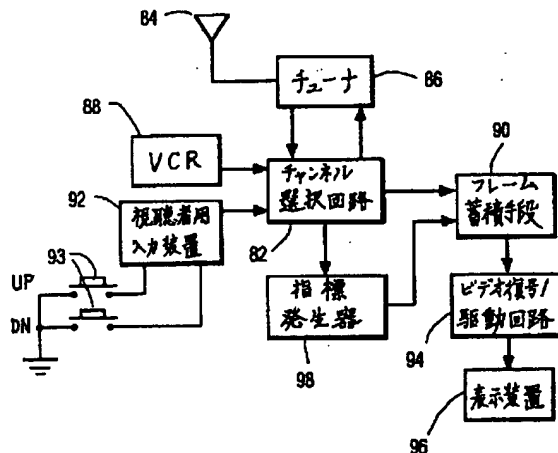 84
チューナ
86
88
VCR
90
チャンネル
選択回路
フレーム
蓄積手段
92
視聴者用
入力装置
82
93
UP
DN
指標
発生器
98
ビデオ復号/
駆動回路
94
表示装置
96